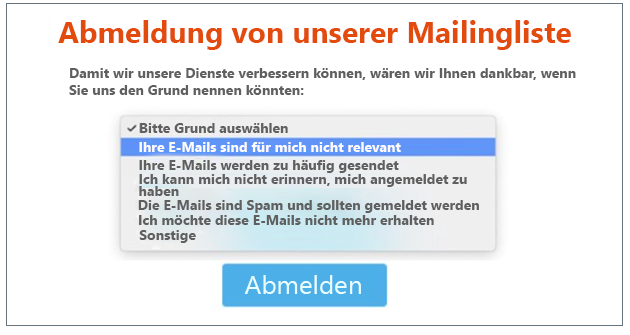 Abmeldung von unserer Mailingliste
Damit wir unsere Dienste verbessern können, wären wir Ihnen dankbar, wenn
Sie uns den Grund nennen könnten:
✓ Bitte Grund auswählen
Ihre E-Mails sind für mich nicht relevant
Ihre E-Mails werden zu häufig gesendet
Ich kann mich nicht erinnern, mich angemeldet zu
haben
Die E-Mails sind Spam und sollten gemeldet werden
Ich möchte diese E-Mails nicht mehr erhalten
Sonstige
Abmelden